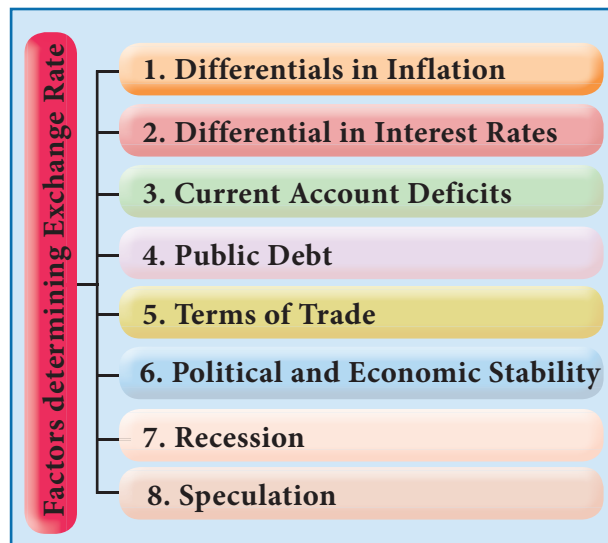 Factors determining Exchange Rate
1. Differentials in Inflation
2. Differential in Interest Rates
3. Current Account Deficits
4. Public Debt
5. Terms of Trade
6. Political and Economic Stability
7. Recession
8. Speculation